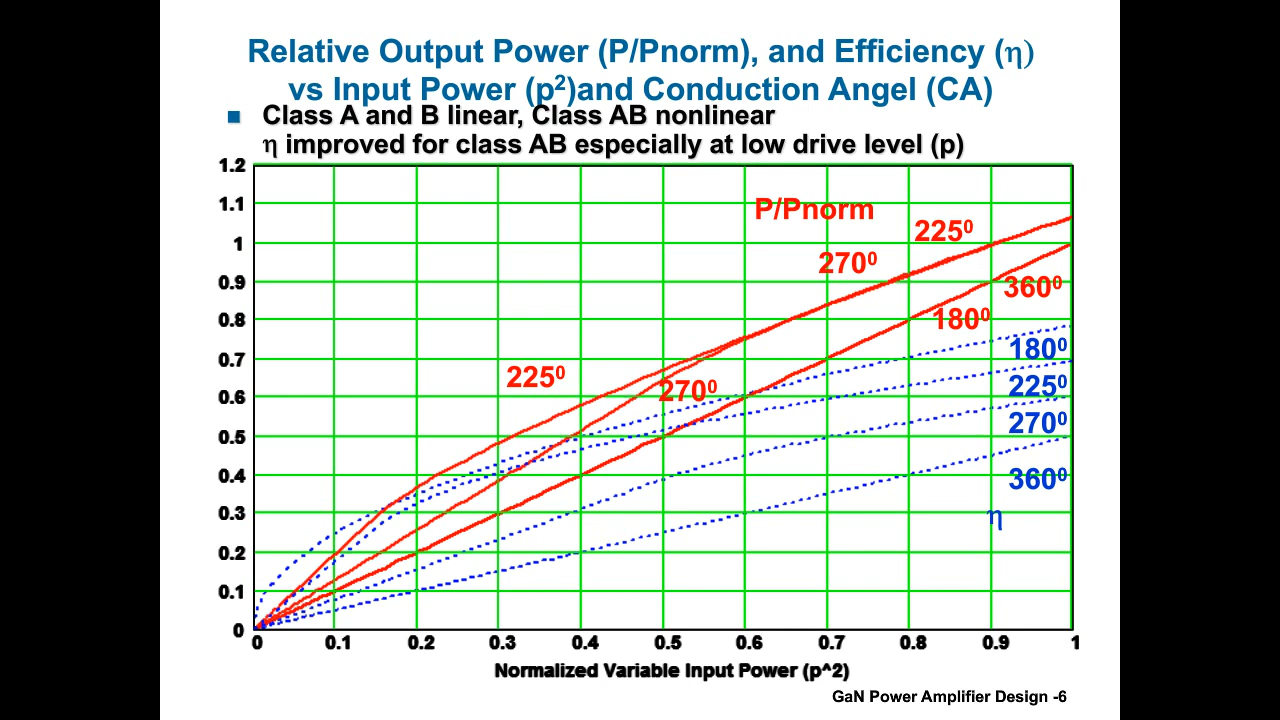 Relative Output Power (P/Pnorm), and Efficiency (η)
vs Input Power (p²)and Conduction Angel (CA)
Class A and B linear, Class AB nonlinear
η improved for class AB especially at low drive level (p)
1.2
1.1
1
0.9
0.8
0.7
0.6
0.5
0.4
0.3
0.2
0.1
0
P/Pnorm
225⁰
270⁰
360⁰
180⁰
180⁰
225⁰
270⁰
225⁰
270⁰
360⁰
η
0 0.1 0.2 0.3 0.4 0.5 0.6 0.7 0.8 0.9 1
Normalized Variable Input Power (p^2)
GaN Power Amplifier Design -6